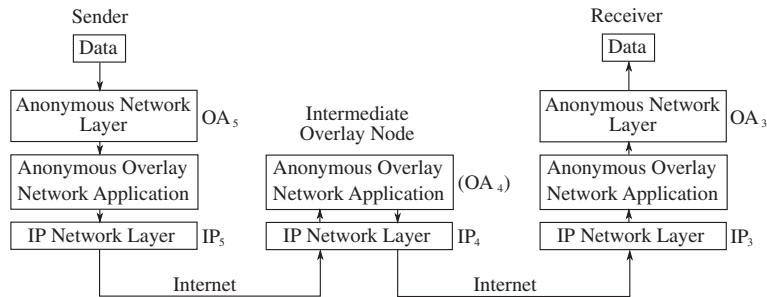 Sender
Data
Anonymous Network
Layer
OA5
Anonymous Overlay
Network Application
IP Network Layer
IP5
Internet
Intermediate
Overlay Node
Anonymous Overlay
Network Application
(OA4)
IP Network Layer
IP4
Internet
Receiver
Data
Anonymous Network
Layer
OA3
Anonymous Overlay
Network Application
IP Network Layer
IP3